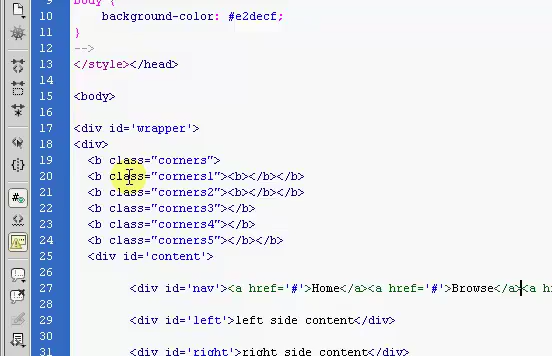 9 body {
10 background-color: #e2decf;
11 }
12 -->
13 </style></head>
14
15 <body>
16
17 <div id='wrapper'>
18 <div>
19 <b class="corners">
20 <b class="corners1"><b></b></b>
21 <b class="corners2"><b></b></b>
22 <b class="corners3"></b>
23 <b class="corners4"></b>
24 <b class="corners5"></b></b>
25 <div id='content'>
26
27 <div id='nav'><a href='#'>Home</a><a href='#'>Browse</a><a h
28
29 <div id='left'>left side content</div>
30
31 <div id='right'>right side content</div>